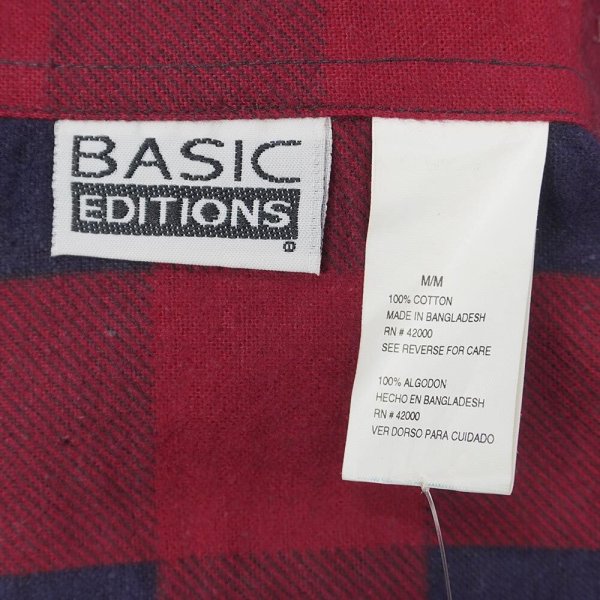 BASIC
EDITIONS
®
M/M
100% COTTON
MADE IN BANGLADESH
RN # 42000
SEE REVERSE FOR CARE
100% ALGODON
HECHO EN BANGLADESH
RN # 42000
VER DORSO PARA CUIDADO